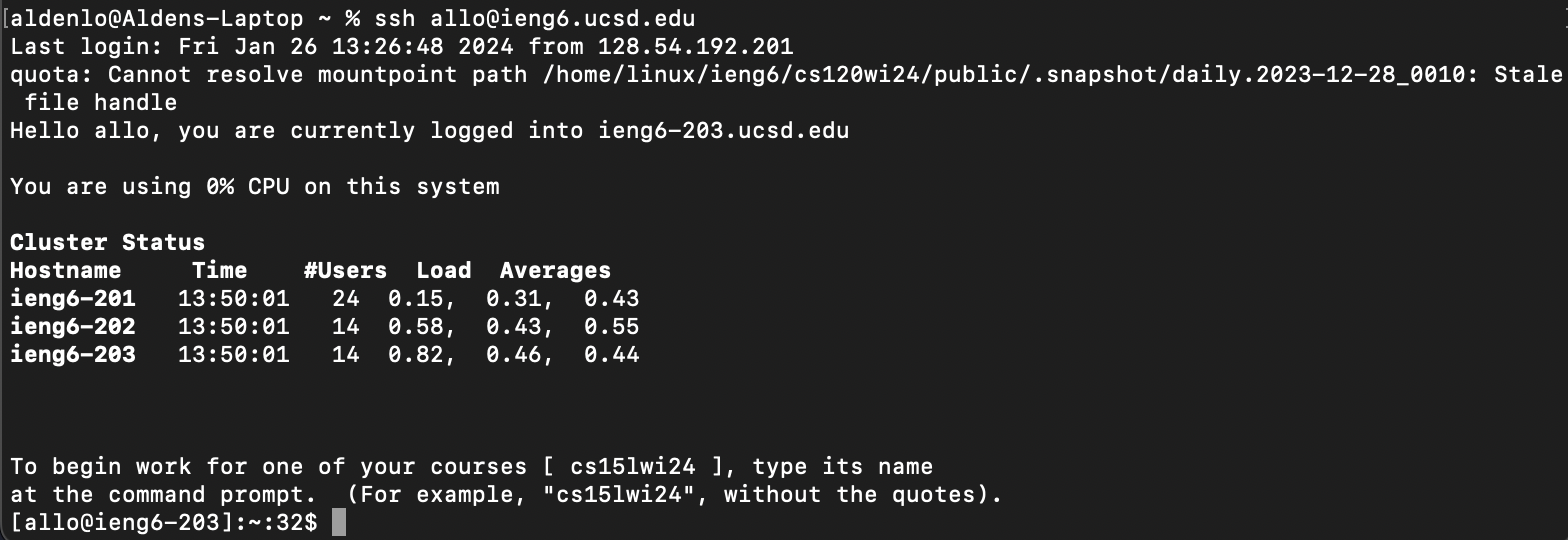 [aldenlo@Aldens-Laptop ~ % ssh allo@ieng6.ucsd.edu
Last login: Fri Jan 26 13:26:48 2024 from 128.54.192.201
quota: Cannot resolve mountpoint path /home/linux/ieng6/cs120wi24/public/.snapshot/daily.2023-12-28_0010: Stale
 file handle
Hello allo, you are currently logged into ieng6-203.ucsd.edu
You are using 0% CPU on this system
Cluster Status
Hostname     Time    #Users  Load  Averages
ieng6-201   13:50:01   24  0.15,  0.31,  0.43
ieng6-202   13:50:01   14  0.58,  0.43,  0.55
ieng6-203   13:50:01   14  0.82,  0.46,  0.44
To begin work for one of your courses [ cs15lwi24 ], type its name
at the command prompt.  (For example, "cs15lwi24", without the quotes).
[allo@ieng6-203]:~:32$